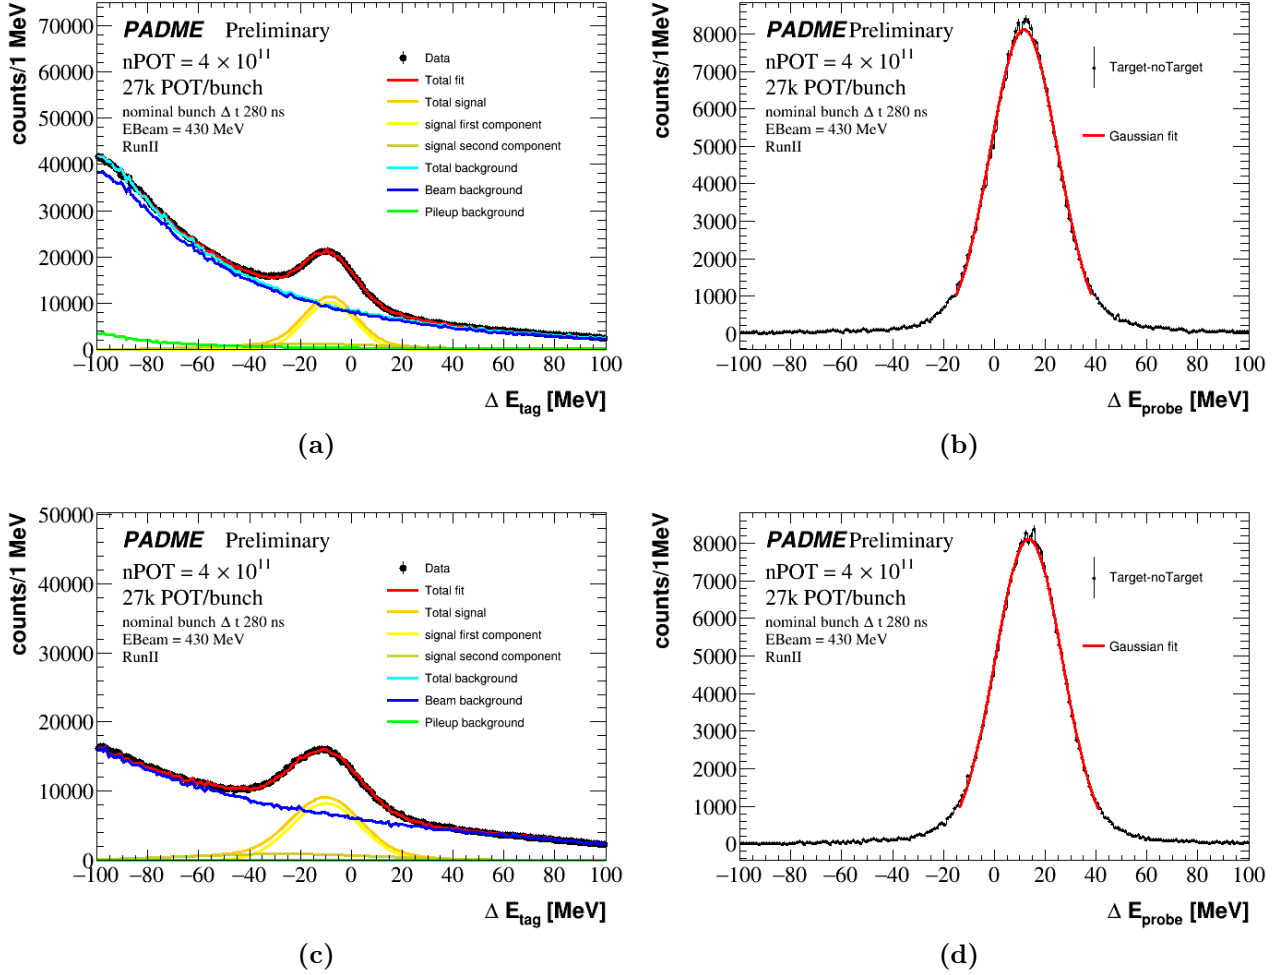 PADME Preliminary
nPOT = 4 × 10^11
27k POT/bunch
nominal bunch Δ t 280 ns
EBeam = 430 MeV
RunII
Data
Total fit
Total signal
signal first component
signal second component
Total background
Beam background
Pileup background
counts/1 MeV
70000
60000
50000
40000
30000
20000
10000
0
−100 −80 −60 −40 −20 0 20 40 60 80 100
Δ E_tag [MeV]
(a)
PADME Preliminary
nPOT = 4 × 10^11
27k POT/bunch
nominal bunch Δ t 280 ns
EBeam = 430 MeV
RunII
Target-noTarget
Gaussian fit
counts/1MeV
8000
7000
6000
5000
4000
3000
2000
1000
0
−100 −80 −60 −40 −20 0 20 40 60 80 100
Δ E_probe [MeV]
(b)
PADME Preliminary
nPOT = 4 × 10^11
27k POT/bunch
nominal bunch Δ t 280 ns
EBeam = 430 MeV
RunII
Data
Total fit
Total signal
signal first component
signal second component
Total background
Beam background
Pileup background
counts/1 MeV
50000
40000
30000
20000
10000
0
−100 −80 −60 −40 −20 0 20 40 60 80 100
Δ E_tag [MeV]
(c)
PADME Preliminary
nPOT = 4 × 10^11
27k POT/bunch
nominal bunch Δ t 280 ns
EBeam = 430 MeV
RunII
Target-noTarget
Gaussian fit
counts/1MeV
8000
7000
6000
5000
4000
3000
2000
1000
0
−100 −80 −60 −40 −20 0 20 40 60 80 100
Δ E_probe [MeV]
(d)